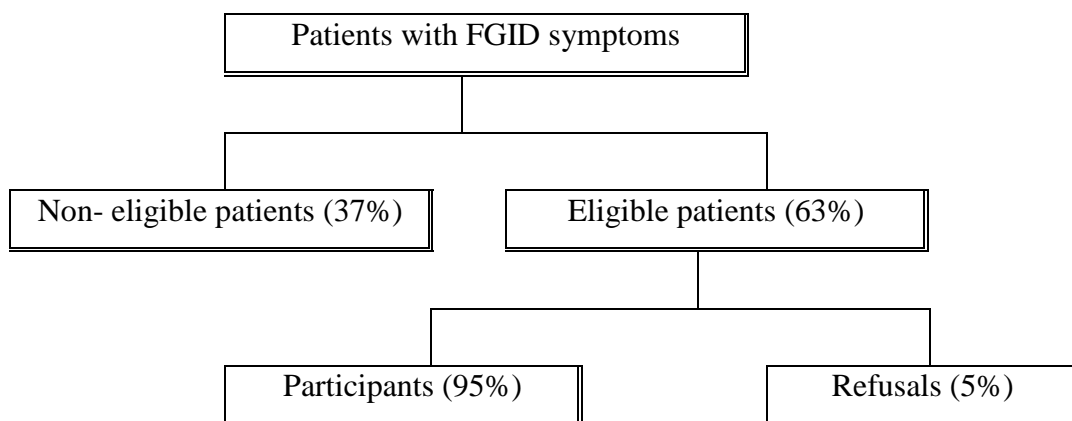 Patients with FGID symptoms
Non- eligible patients (37%)
Eligible patients (63%)
Participants (95%)
Refusals (5%)